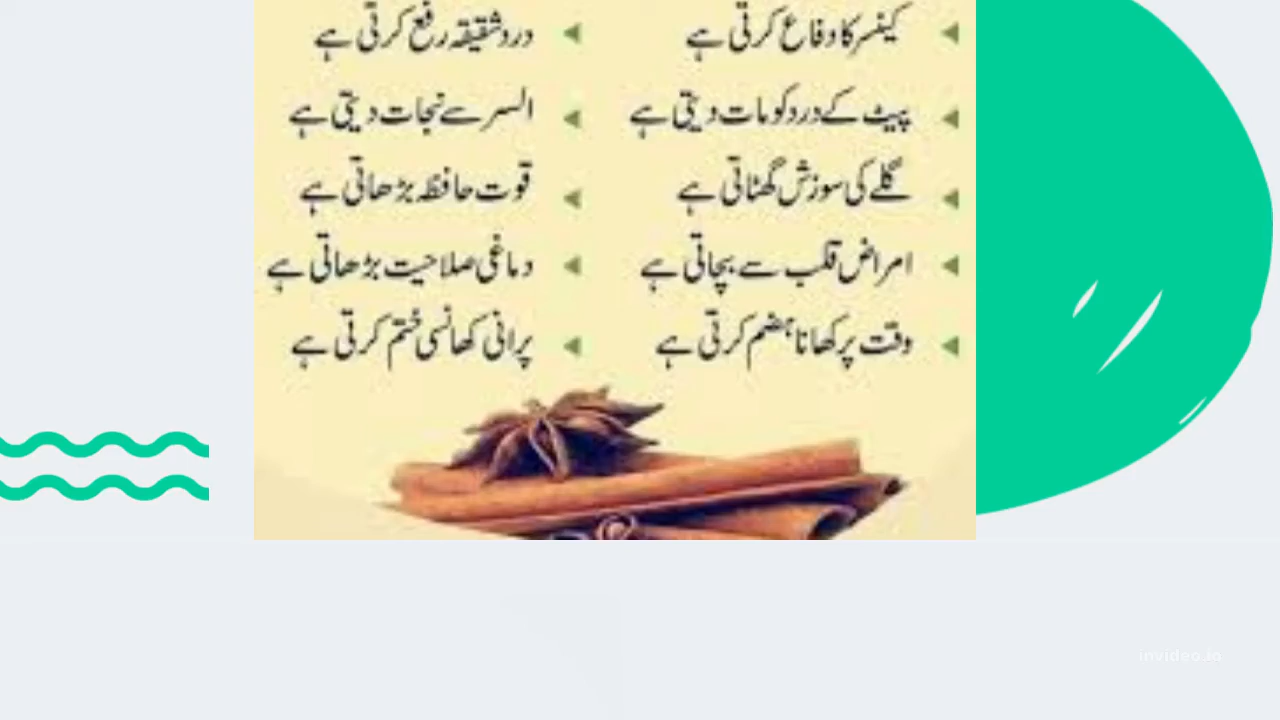 کینسر کا دفاع کرتی ہے
درد شقیقہ رفع کرتی ہے
پیٹ کے درد کو مات دیتی ہے
السر سے نجات دیتی ہے
گلے کی سوزش گھٹاتی ہے
قوت حافظہ بڑھاتی ہے
امراض قلب سے بچاتی ہے
دماغی صلاحیت بڑھاتی ہے
وقت پر کھانا ہضم کرتی ہے
پرانی کھانسی ختم کرتی ہے
invideo.io